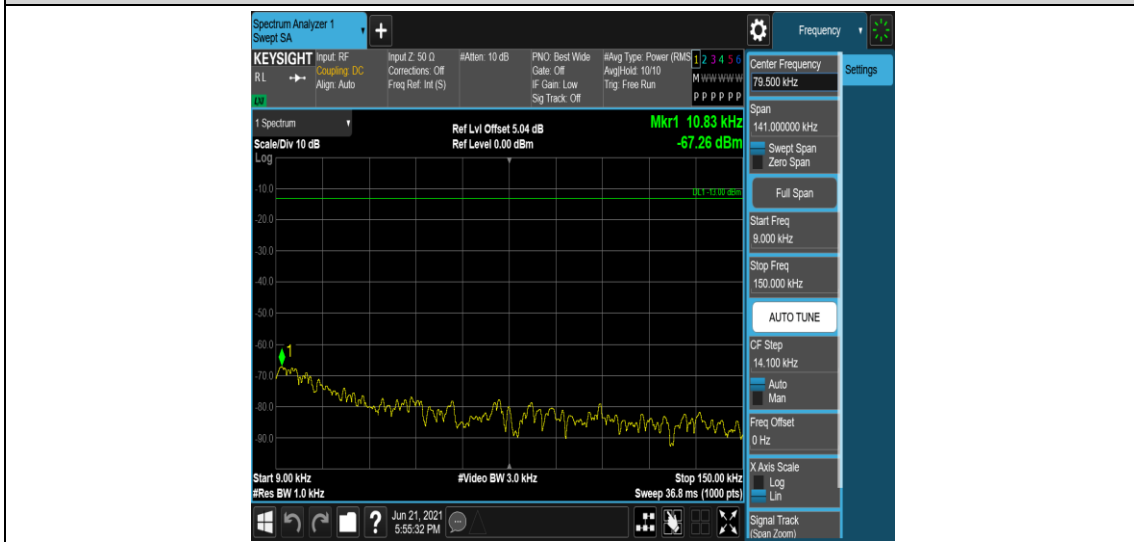 Spectrum Analyzer 1
Swept SA
+
Frequency
KEYSIGHT
RL
LXI
Input: RF
Coupling: DC
Align: Auto
Input Z: 50 Ω
Corrections: Off
Freq Ref: Int (S)
#Atten: 10 dB
PNO: Best Wide
Gate: Off
IF Gain: Low
Sig Track: Off
#Avg Type: Power (RMS
Avg|Hold: 10/10
Trig: Free Run
1 2 3 4 5 6
M W W W W W
P P P P P P
Center Frequency
79.500 kHz
Settings
Span
141.000000 kHz
Swept Span
Zero Span
Full Span
Start Freq
9.000 kHz
Stop Freq
150.000 kHz
AUTO TUNE
CF Step
14.100 kHz
Auto
Man
Freq Offset
0 Hz
X Axis Scale
Log
Lin
Signal Track
(Span Zoom)
1 Spectrum
Scale/Div 10 dB
Log
Ref Lvl Offset 5.04 dB
Ref Level 0.00 dBm
Mkr1 10.83 kHz
-67.26 dBm
DL1 -13.00 dBm
-10.0
-20.0
-30.0
-40.0
-50.0
-60.0
1
-70.0
-80.0
-90.0
Start 9.00 kHz
#Res BW 1.0 kHz
#Video BW 3.0 kHz
Stop 150.00 kHz
Sweep 36.8 ms (1000 pts)
?
Jun 21, 2021
5:55:32 PM